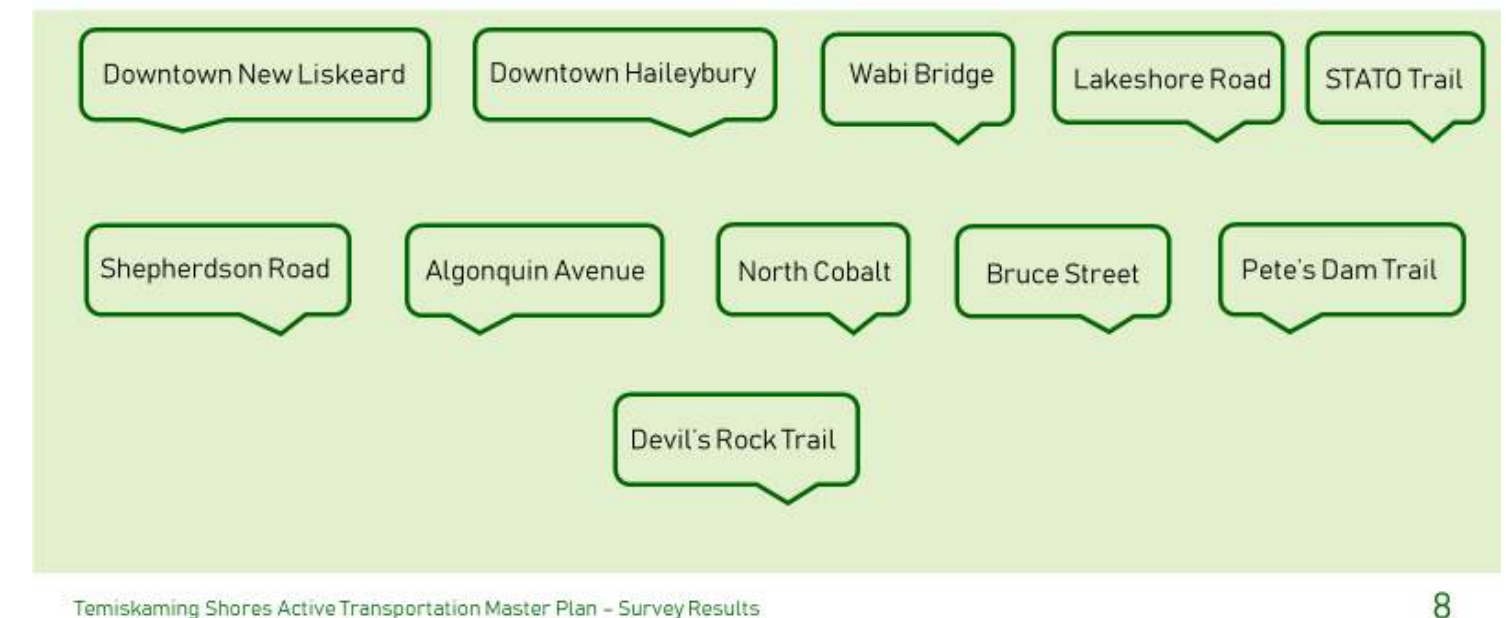 Downtown New Liskeard
Downtown Haileybury
Wabi Bridge
Lakeshore Road
STATO Trail
Shepherdson Road
Algonquin Avenue
North Cobalt
Bruce Street
Pete's Dam Trail
Devil's Rock Trail
Temiskaming Shores Active Transportation Master Plan – Survey Results
8